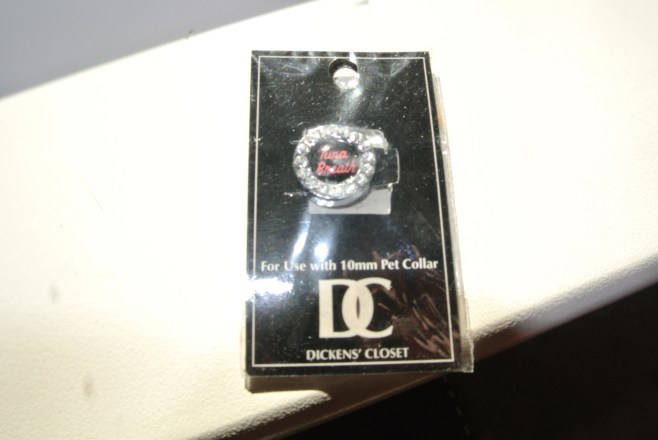 Tuna
Breath
For Use with 10mm Pet Collar
DC
DICKENS' CLOSET